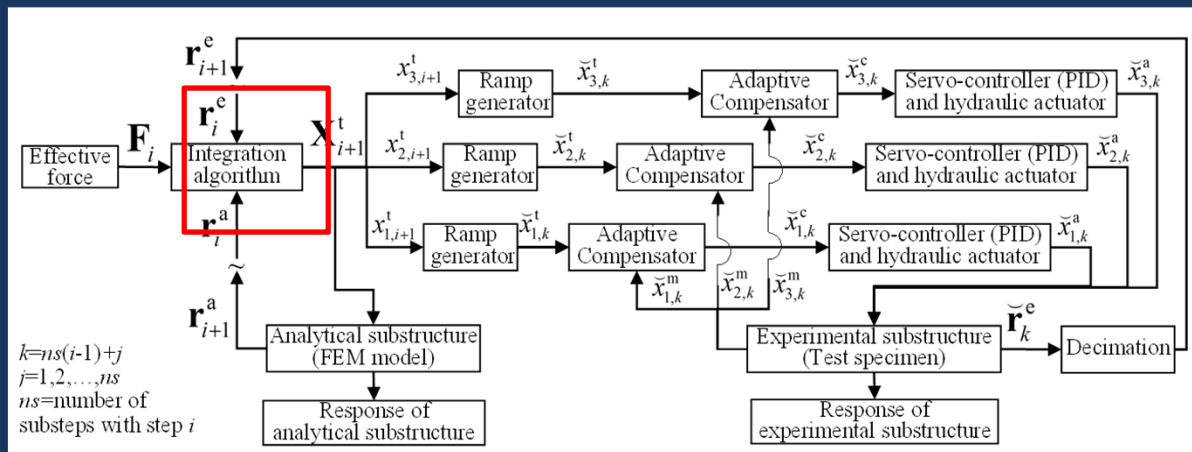 r^e_{i+1}
r^e_i
F_i
X^t_{i+1}
Effective
force
Integration
algorithm
r^a_i
~
r^a_{i+1}
x^t_{3,i+1}
Ramp
generator
x̆^t_{3,k}
Adaptive
Compensator
x̆^c_{3,k}
Servo-controller (PID)
and hydraulic actuator
x̆^a_{3,k}
x^t_{2,i+1}
Ramp
generator
x̆^t_{2,k}
Adaptive
Compensator
x̆^c_{2,k}
Servo-controller (PID)
and hydraulic actuator
x̆^a_{2,k}
x^t_{1,i+1}
Ramp
generator
x̆^t_{1,k}
Adaptive
Compensator
x̆^c_{1,k}
Servo-controller (PID)
and hydraulic actuator
x̆^a_{1,k}
x̆^m_{1,k}
x̆^m_{2,k}
x̆^m_{3,k}
Analytical substructure
(FEM model)
Response of
analytical substructure
Experimental substructure
(Test specimen)
r̆^e_k
Decimation
Response of
experimental substructure
k=ns(i-1)+j
j=1,2,…,ns
ns=number of
substeps with step i